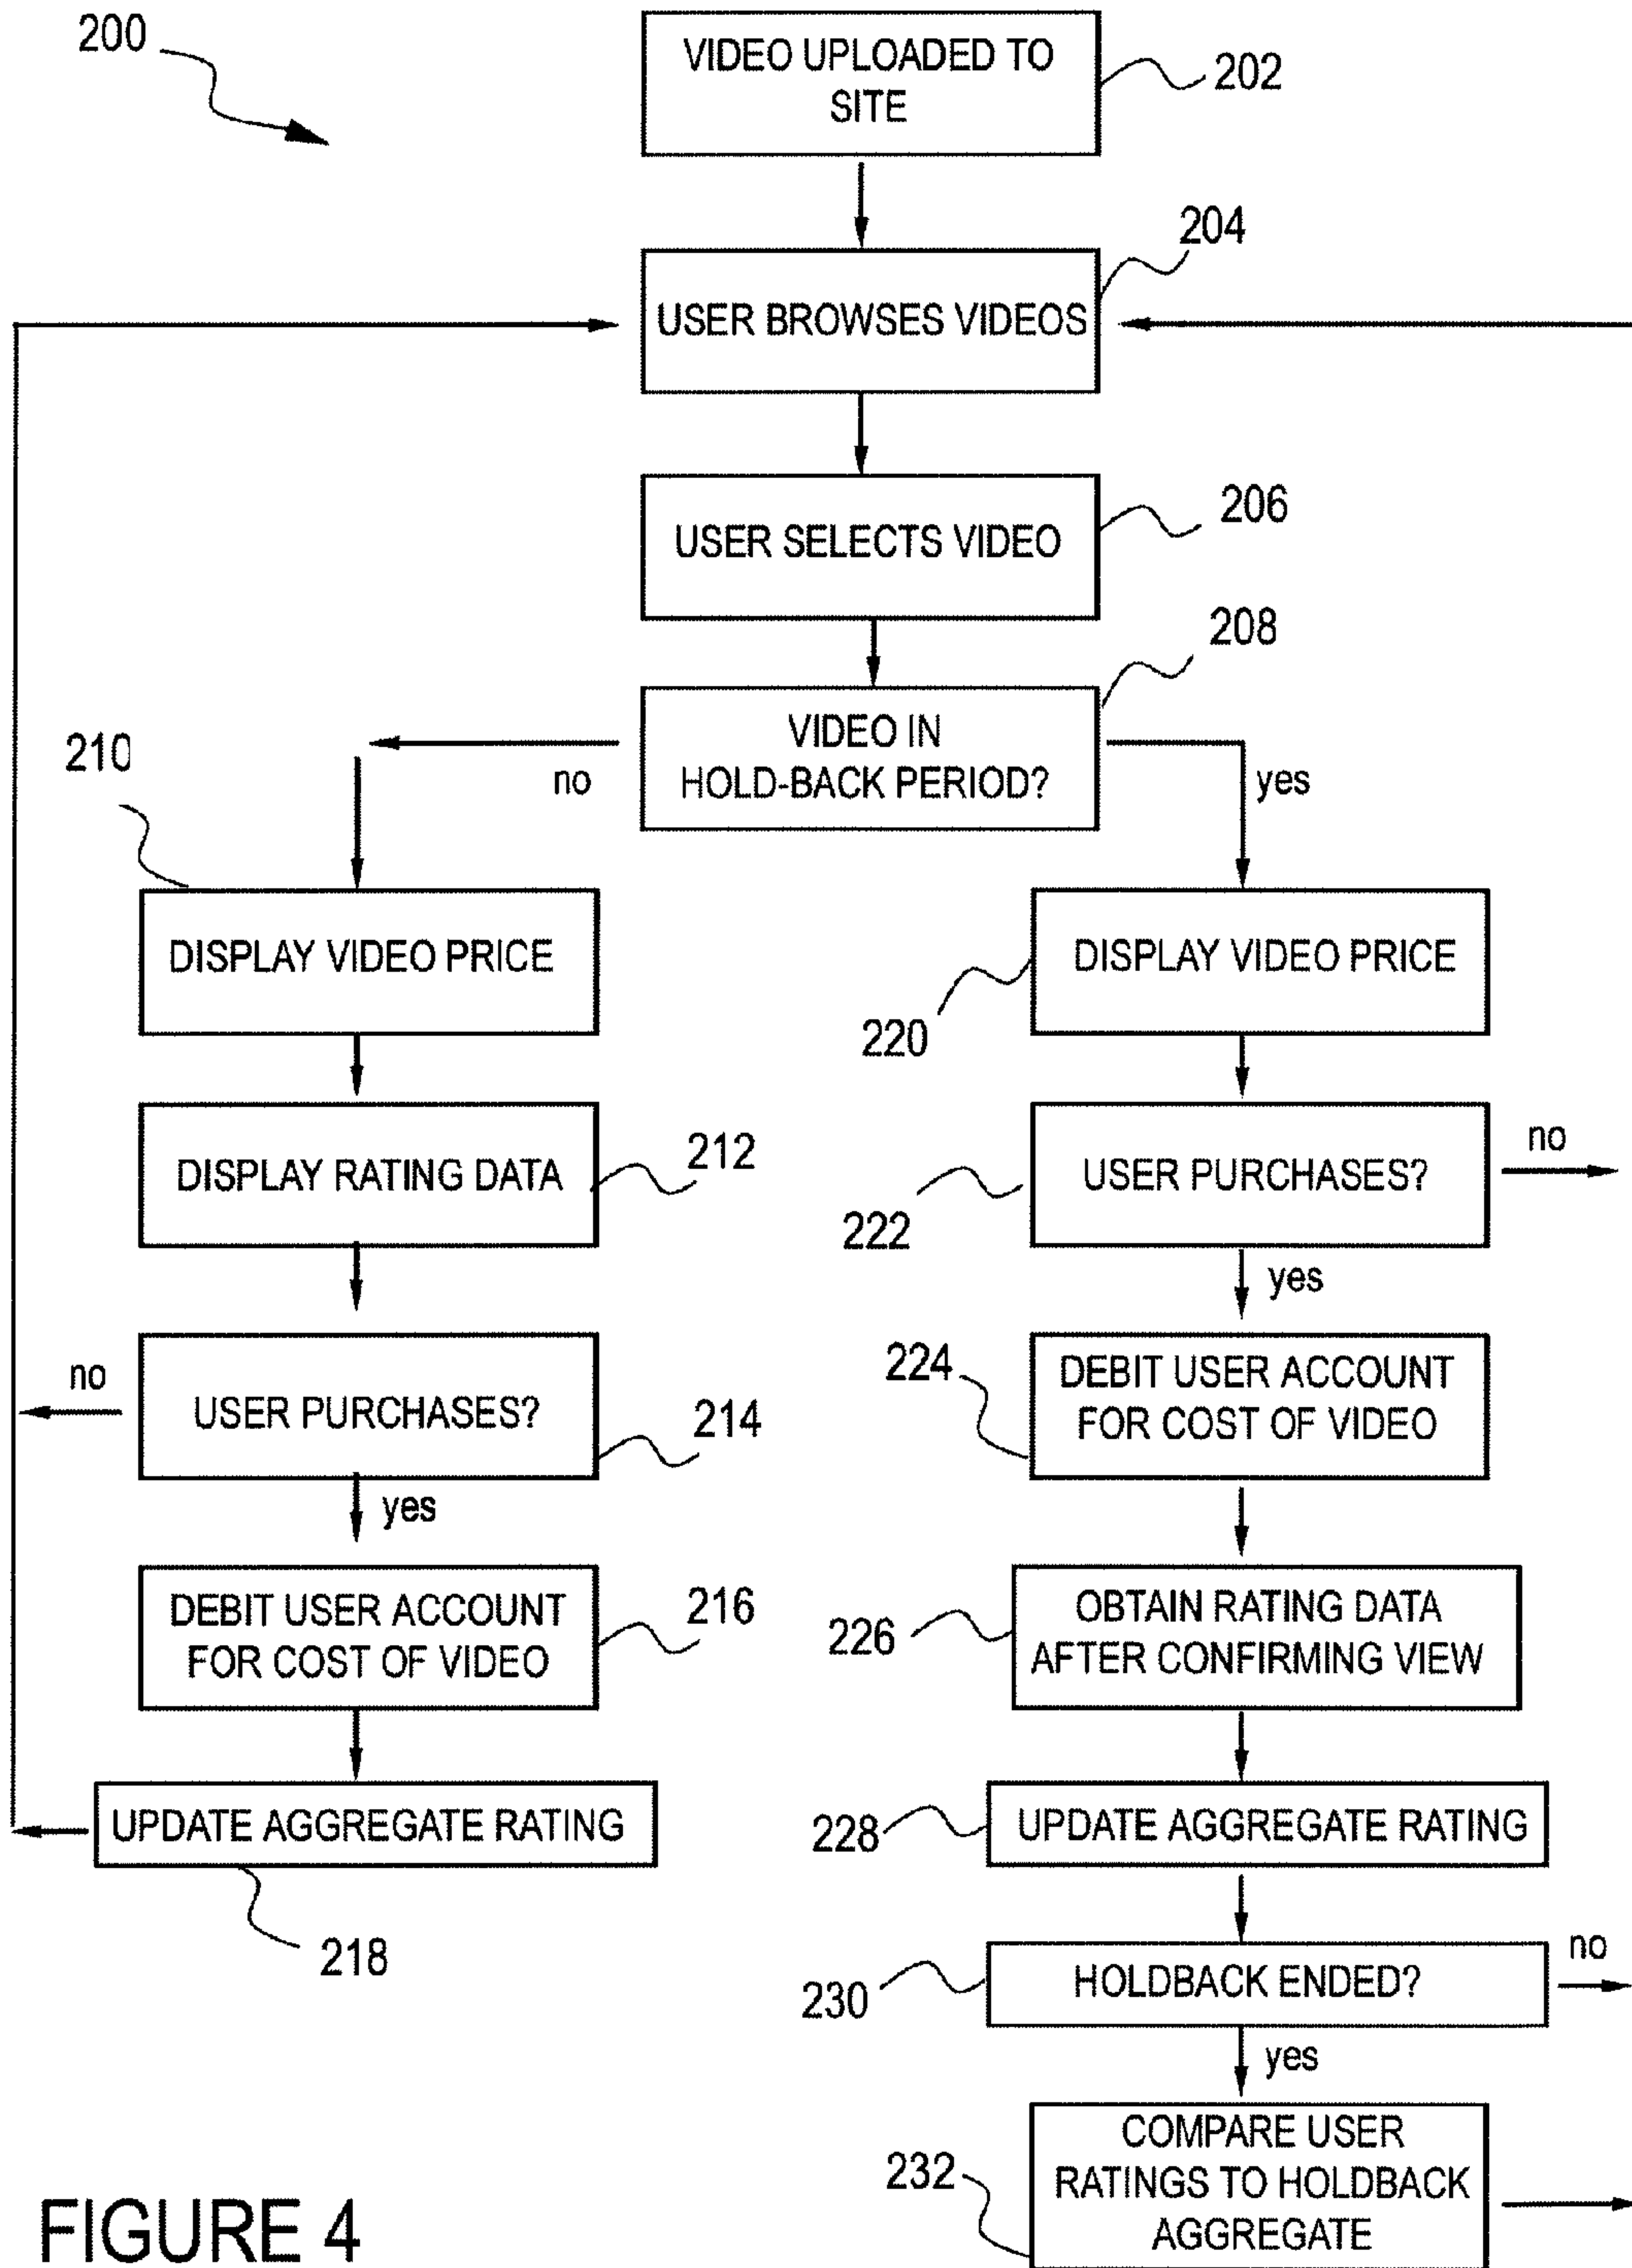 200
VIDEO UPLOADED TO
SITE
202
204
USER BROWSES VIDEOS
206
USER SELECTS VIDEO
208
VIDEO IN
HOLD-BACK PERIOD?
no
yes
210
DISPLAY VIDEO PRICE
DISPLAY VIDEO PRICE
220
DISPLAY RATING DATA
212
USER PURCHASES?
no
222
yes
no
USER PURCHASES?
214
yes
224
DEBIT USER ACCOUNT
FOR COST OF VIDEO
DEBIT USER ACCOUNT
FOR COST OF VIDEO
216
226
OBTAIN RATING DATA
AFTER CONFIRMING VIEW
UPDATE AGGREGATE RATING
218
228
UPDATE AGGREGATE RATING
230
HOLDBACK ENDED?
no
yes
232
COMPARE USER
RATINGS TO HOLDBACK
AGGREGATE
FIGURE 4